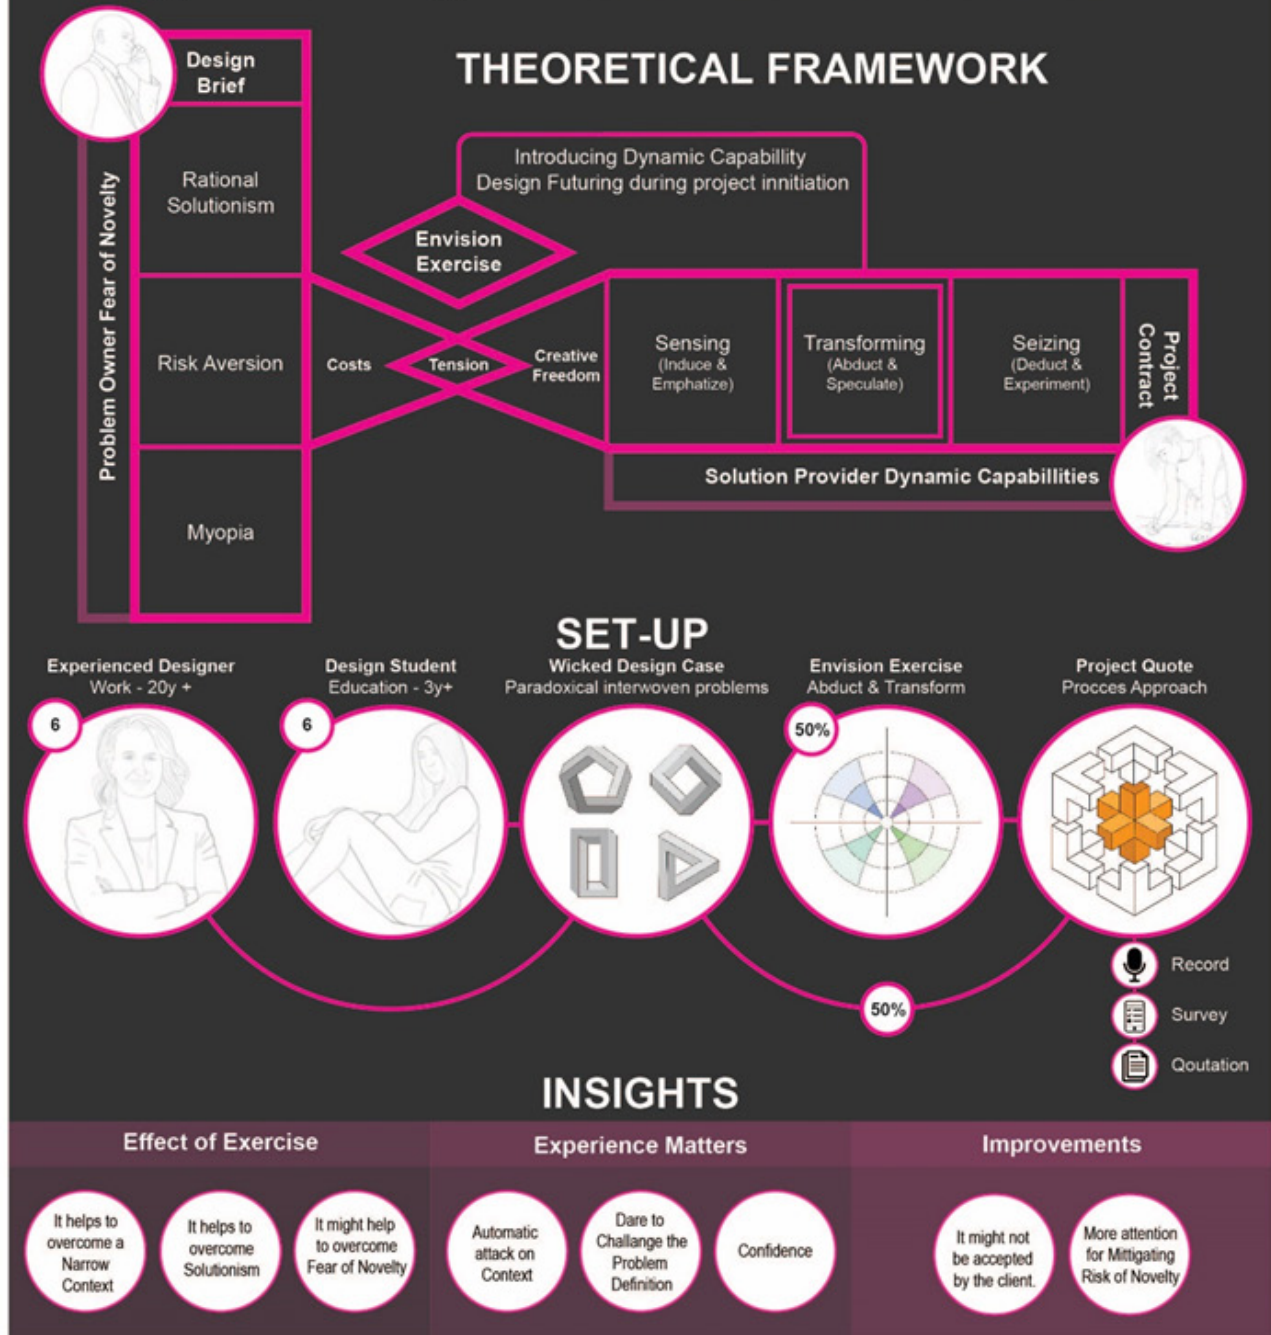 THEORETICAL FRAMEWORK
Design
Brief
Rational
Solutionism
Risk Aversion
Myopia
Problem Owner Fear of Novelty
Introducing Dynamic Capabillity
Design Futuring during project innitiation
Envision
Exercise
Costs
Tension
Creative
Freedom
Sensing
(Induce &
Emphatize)
Transforming
(Abduct &
Speculate)
Seizing
(Deduct &
Experiment)
Project
Contract
Solution Provider Dynamic Capabillities
SET-UP
Experienced Designer
Work - 20y +
6
Design Student
Education - 3y+
6
Wicked Design Case
Paradoxical interwoven problems
Envision Exercise
Abduct & Transform
50%
Project Quote
Procces Approach
50%
Record
Survey
Qoutation
INSIGHTS
Effect of Exercise
It helps to
overcome a
Narrow
Context
It helps to
overcome
Solutionism
It might help
to overcome
Fear of Novelty
Experience Matters
Automatic
attack on
Context
Dare to
Challange the
Problem
Definition
Confidence
Improvements
It might not
be accepted
by the client.
More attention
for Mittigating
Risk of Novelty